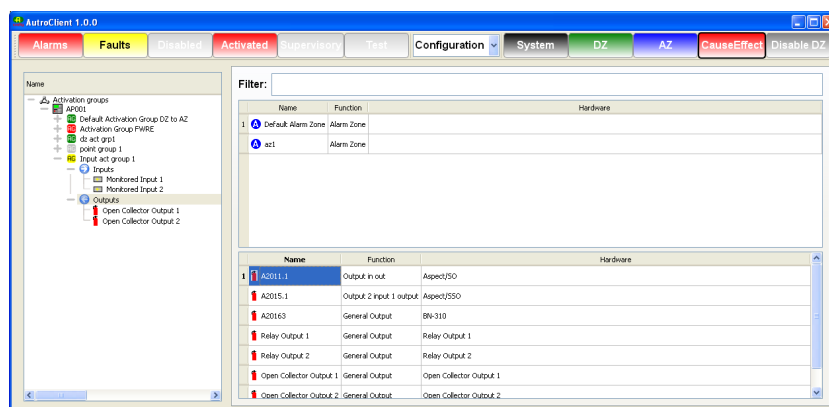 AutroClient 1.0.0
Alarms Faults Disabled Activated Supervisory Test Configuration System DZ AZ CauseEffect Disable DZ
Name
Activation groups
AP001
AG Default Activation Group DZ to AZ
AG Activation Group FWRE
AG dz act grp1
point group 1
AG Input act group 1
Inputs
Monitored Input 1
Monitored Input 2
Outputs
Open Collector Output 1
Open Collector Output 2
Filter:
Name Function Hardware
1 A Default Alarm Zone Alarm Zone
A az1 Alarm Zone
Name Function Hardware
1 A2011.1 Output in out Aspect/SO
A2015.1 Output 2 input 1 output Aspect/SSO
A20163 General Output BN-310
Relay Output 1 General Output Relay Output 1
Relay Output 2 General Output Relay Output 2
Open Collector Output 1 General Output Open Collector Output 1
Open Collector Output 2 General Output Open Collector Output 2